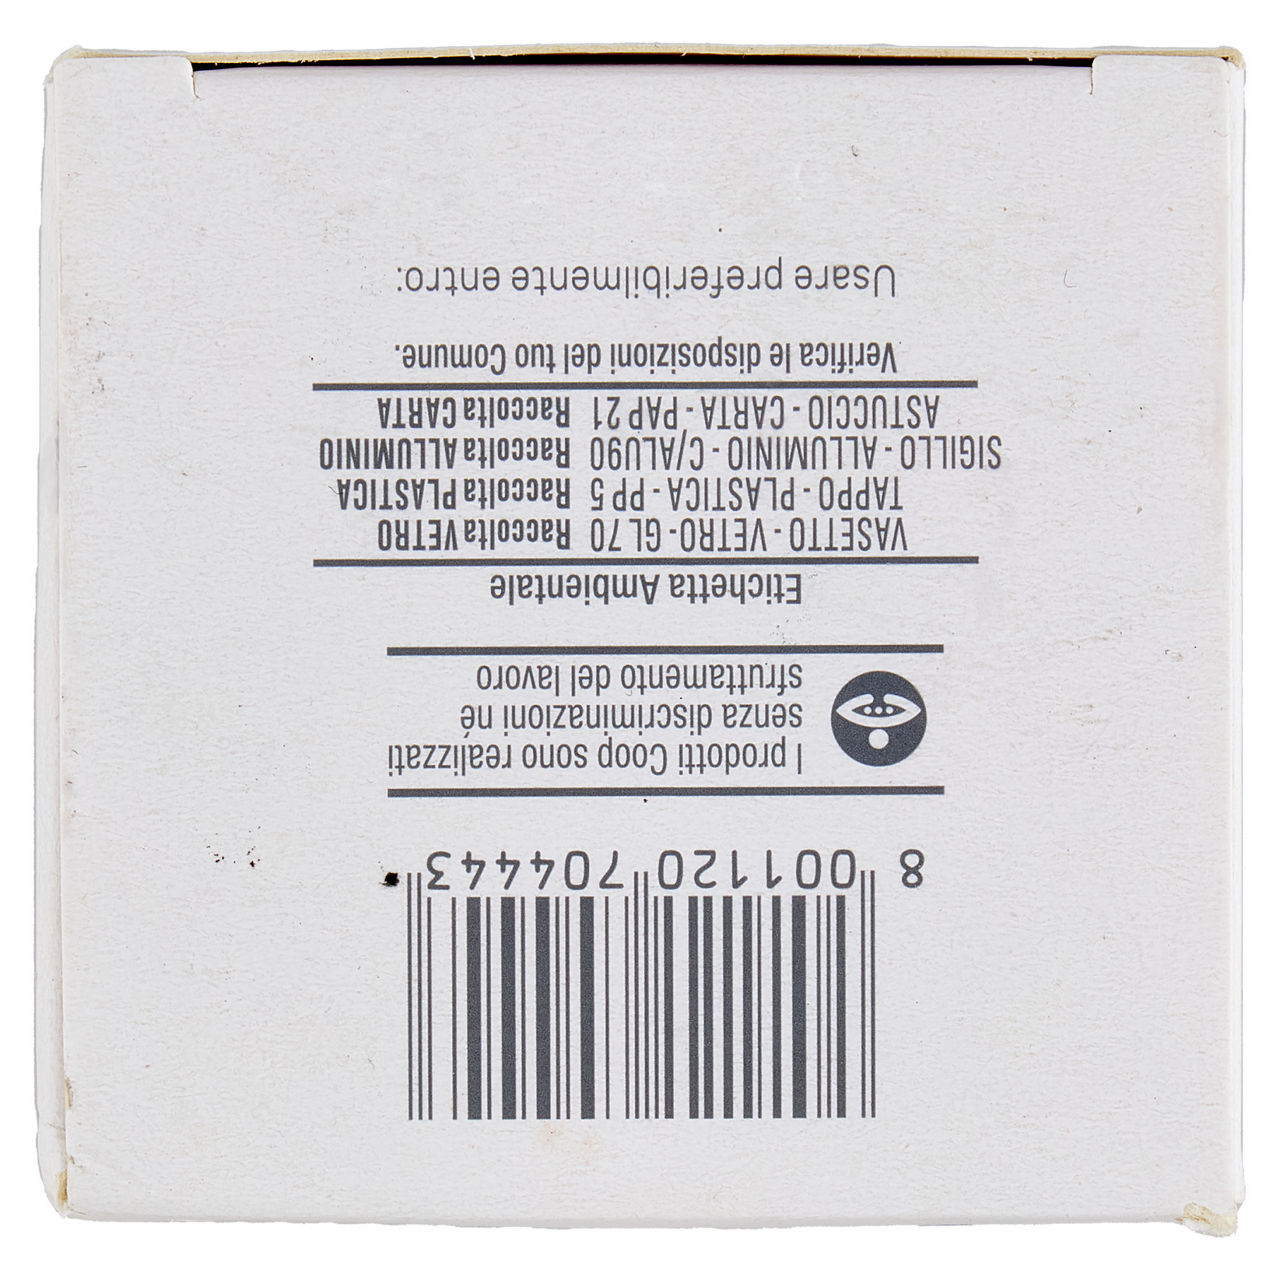 8 001120 704443
I prodotti Coop sono realizzati
senza discriminazioni né
sfruttamento del lavoro
Etichetta Ambientale
VASETTO - VETRO - GL 70 Raccolta VETRO
TAPPO - PLASTICA - PP 5 Raccolta PLASTICA
SIGILLO - ALLUMINIO - C/ALU90 Raccolta ALLUMINIO
ASTUCCIO - CARTA - PAP 21 Raccolta CARTA
Verifica le disposizioni del tuo Comune.
Usare preferibilmente entro: